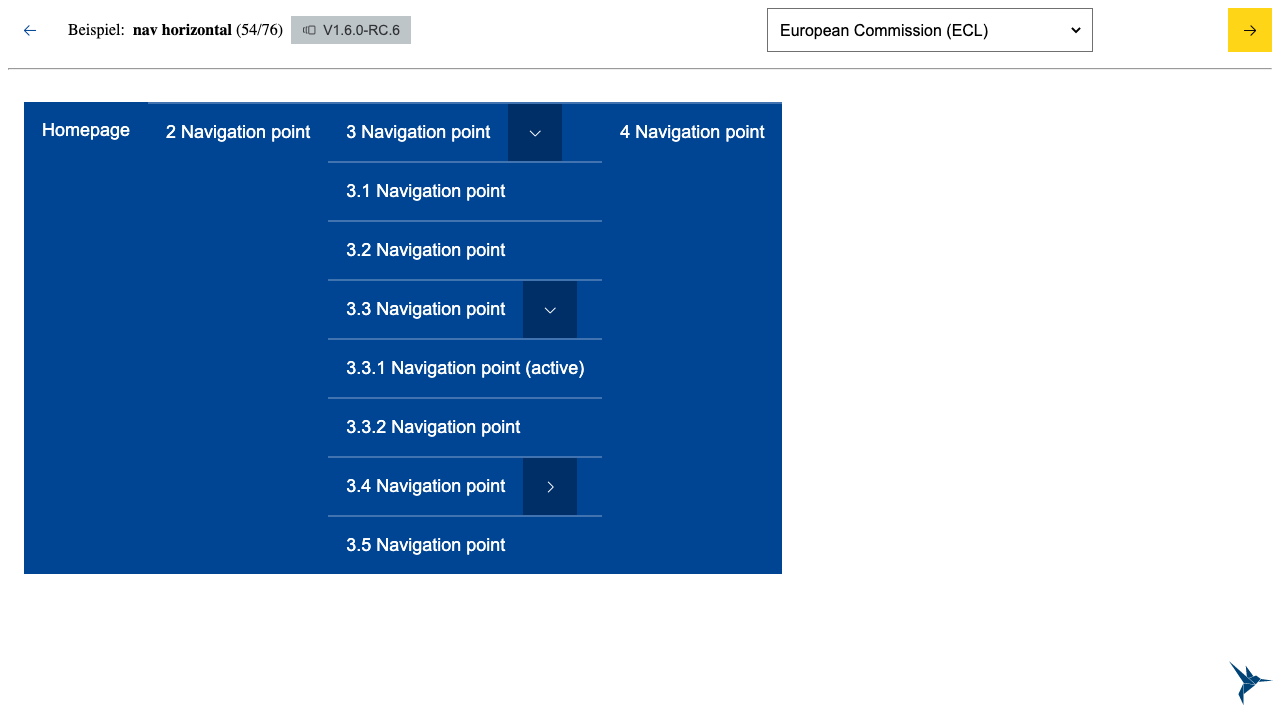 Beispiel: nav horizontal (54/76) V1.6.0-RC.6 European Commission (ECL)
Homepage 2 Navigation point 3 Navigation point 4 Navigation point
3.1 Navigation point
3.2 Navigation point
3.3 Navigation point
3.3.1 Navigation point (active)
3.3.2 Navigation point
3.4 Navigation point
3.5 Navigation point